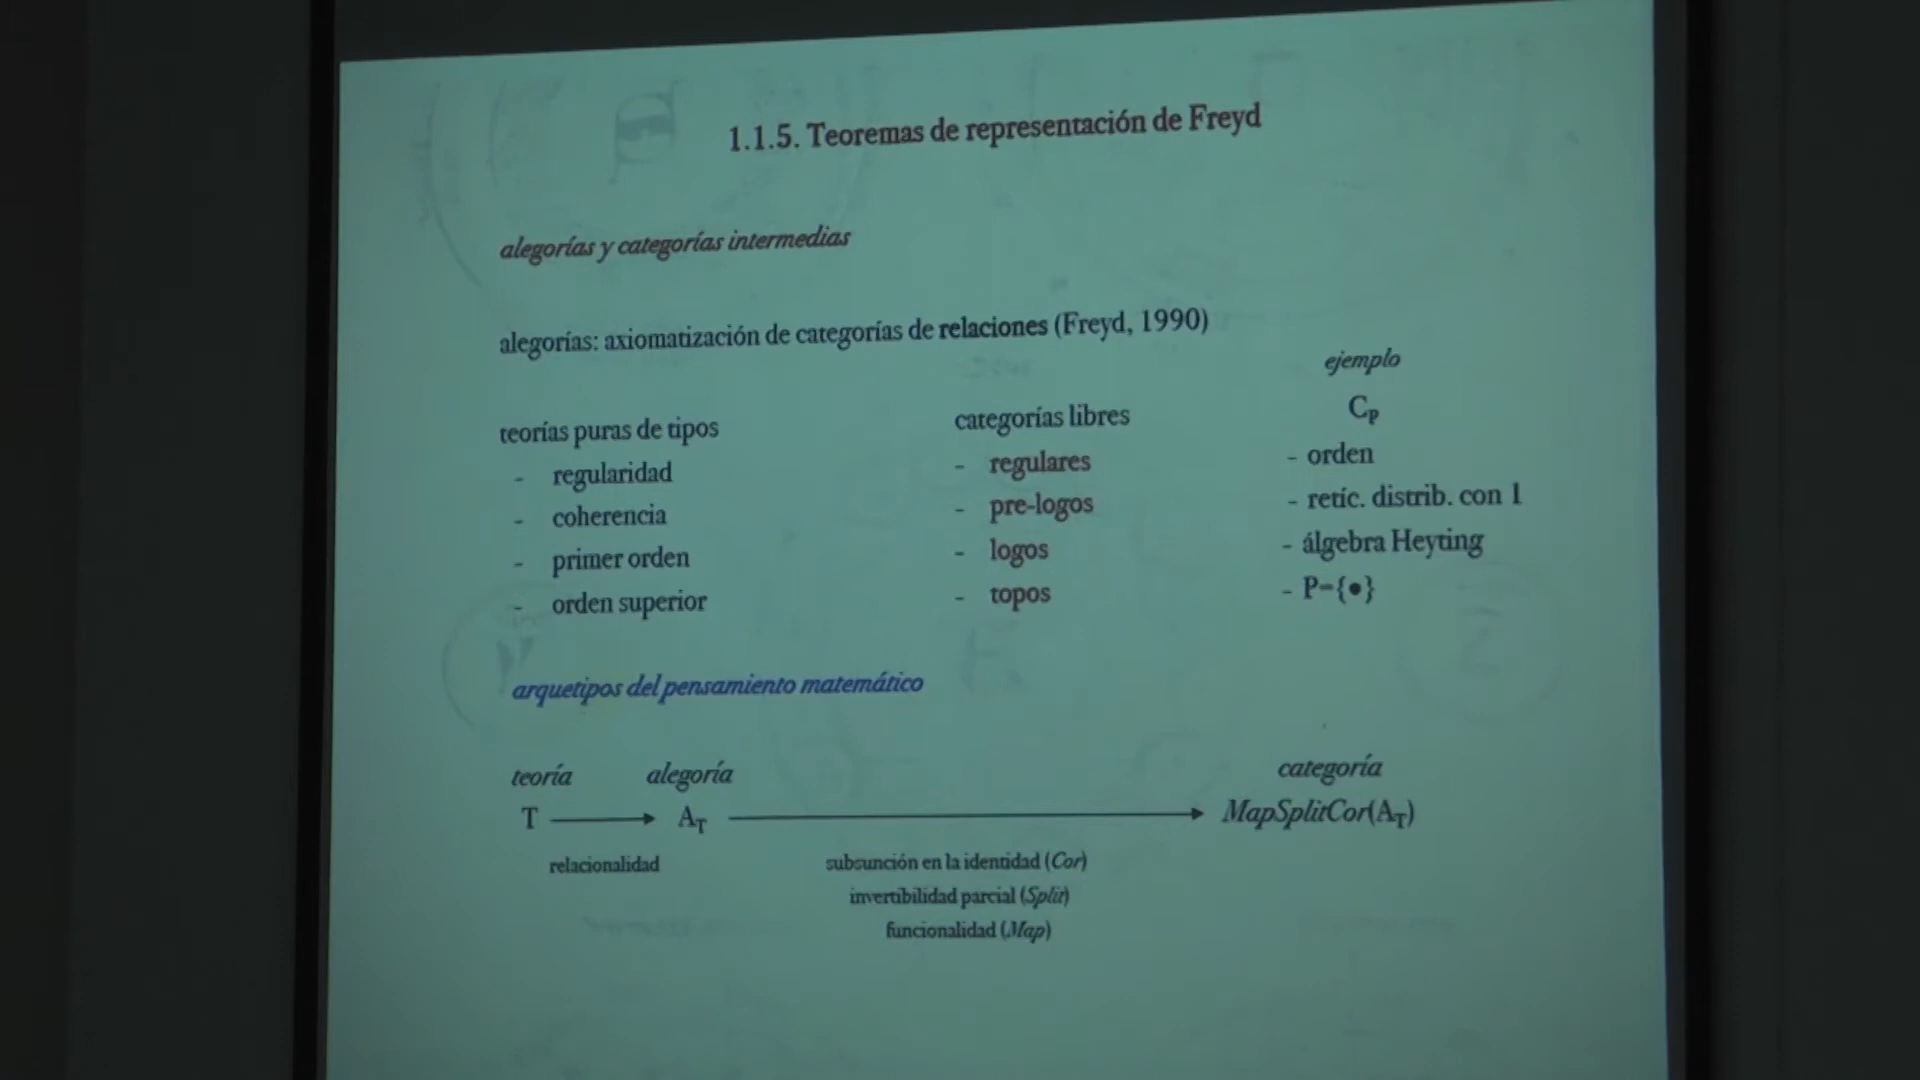 1.1.5. Teoremas de representación de Freyd
alegorías y categorías intermedias
alegorías: axiomatización de categorías de relaciones (Freyd, 1990)
ejemplo
teorías puras de tipos categorías libres C_P
- regularidad - regulares - orden
- coherencia - pre-logos - retíc. distrib. con 1
- primer orden - logos - álgebra Heyting
- orden superior - topos - P={•}
arquetipos del pensamiento matemático
teoría alegoría categoría
T → A_T → MapSplitCor(A_T)
relacionalidad subsunción en la identidad (Cor)
invertibilidad parcial (Split)
funcionalidad (Map)